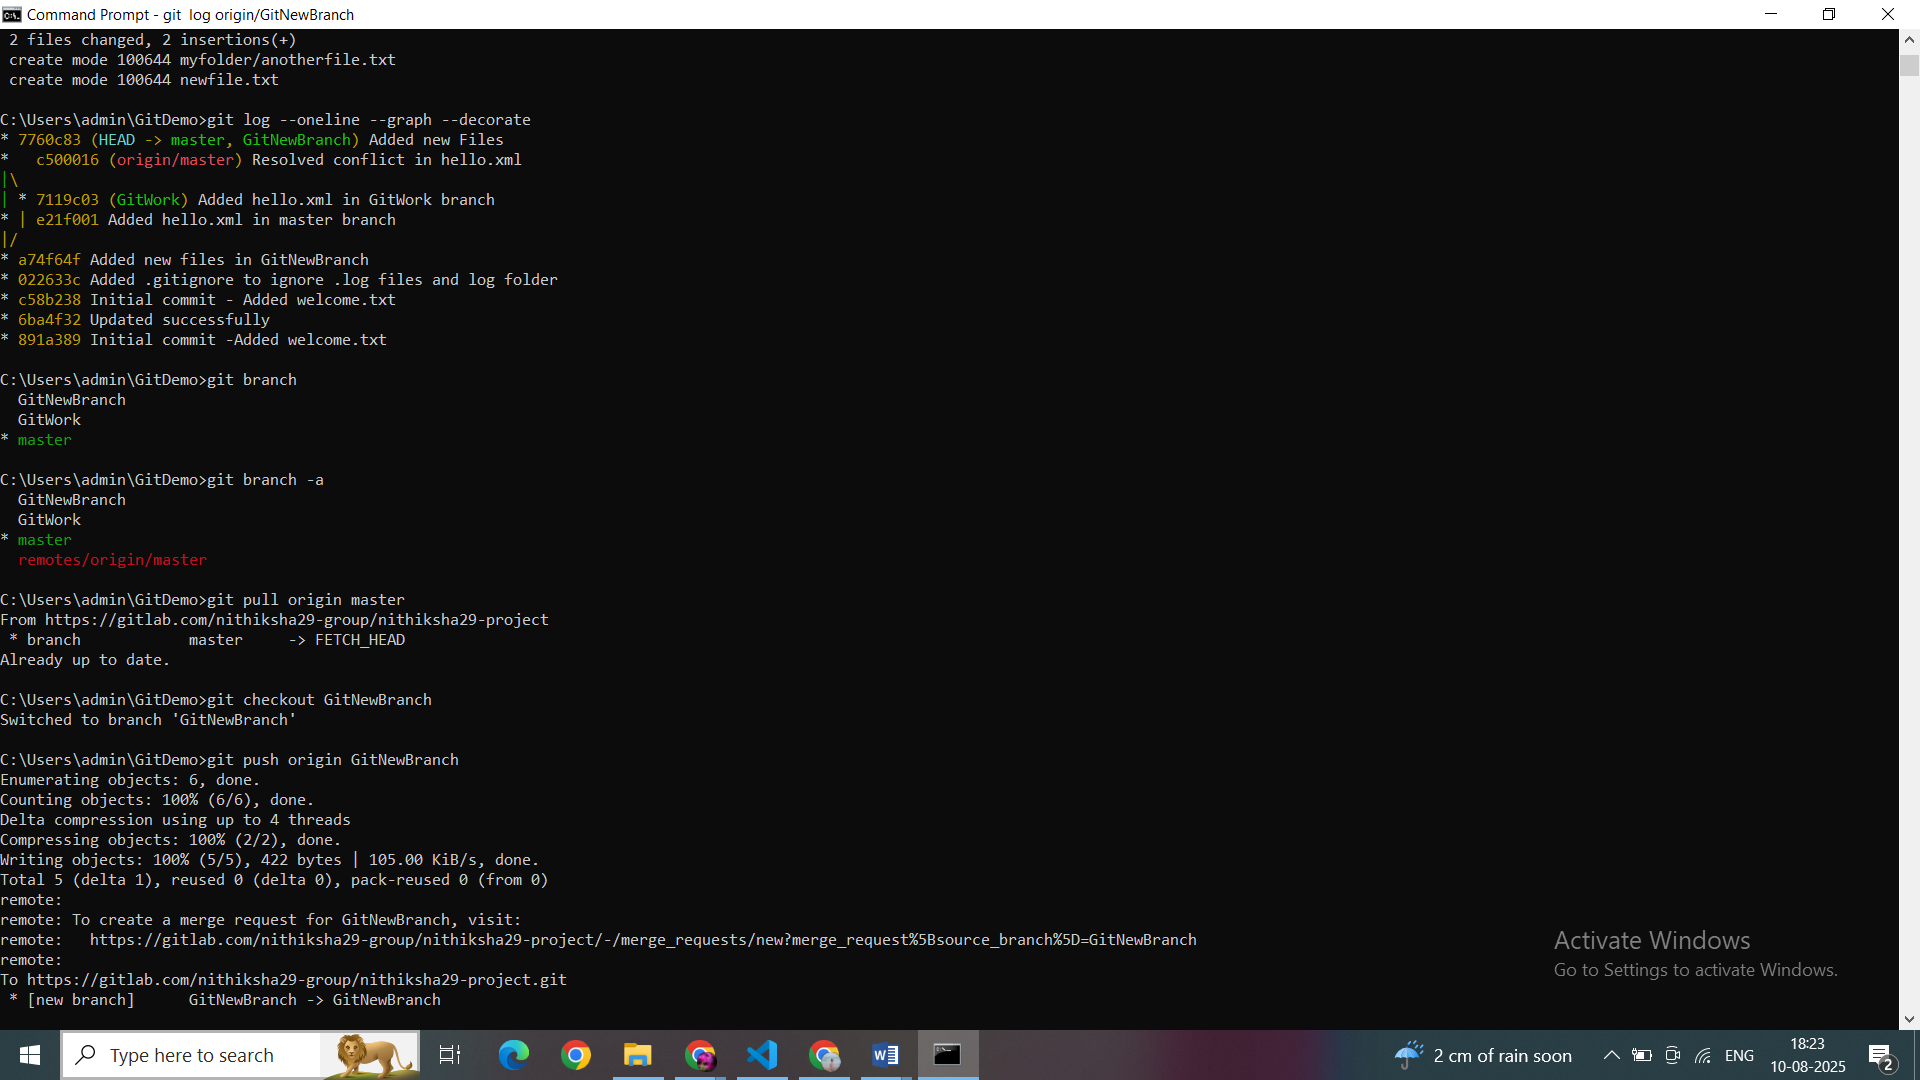 Command Prompt - git  log origin/GitNewBranch
 2 files changed, 2 insertions(+)
 create mode 100644 myfolder/anotherfile.txt
 create mode 100644 newfile.txt
C:\Users\admin\GitDemo>git log --oneline --graph --decorate
* 7760c83 (HEAD -> master, GitNewBranch) Added new Files
*   c500016 (origin/master) Resolved conflict in hello.xml
|\
| * 7119c03 (GitWork) Added hello.xml in GitWork branch
* | e21f001 Added hello.xml in master branch
|/
* a74f64f Added new files in GitNewBranch
* 022633c Added .gitignore to ignore .log files and log folder
* c58b238 Initial commit - Added welcome.txt
* 6ba4f32 Updated successfully
* 891a389 Initial commit -Added welcome.txt
C:\Users\admin\GitDemo>git branch
  GitNewBranch
  GitWork
* master
C:\Users\admin\GitDemo>git branch -a
  GitNewBranch
  GitWork
* master
  remotes/origin/master
C:\Users\admin\GitDemo>git pull origin master
From https://gitlab.com/nithiksha29-group/nithiksha29-project
 * branch            master     -> FETCH_HEAD
Already up to date.
C:\Users\admin\GitDemo>git checkout GitNewBranch
Switched to branch 'GitNewBranch'
C:\Users\admin\GitDemo>git push origin GitNewBranch
Enumerating objects: 6, done.
Counting objects: 100% (6/6), done.
Delta compression using up to 4 threads
Compressing objects: 100% (2/2), done.
Writing objects: 100% (5/5), 422 bytes | 105.00 KiB/s, done.
Total 5 (delta 1), reused 0 (delta 0), pack-reused 0 (from 0)
remote:
remote: To create a merge request for GitNewBranch, visit:
remote:   https://gitlab.com/nithiksha29-group/nithiksha29-project/-/merge_requests/new?merge_request%5Bsource_branch%5D=GitNewBranch
remote:
To https://gitlab.com/nithiksha29-group/nithiksha29-project.git
 * [new branch]      GitNewBranch -> GitNewBranch
Activate Windows
Go to Settings to activate Windows.
Type here to search
2 cm of rain soon
ENG
18:23
10-08-2025
2